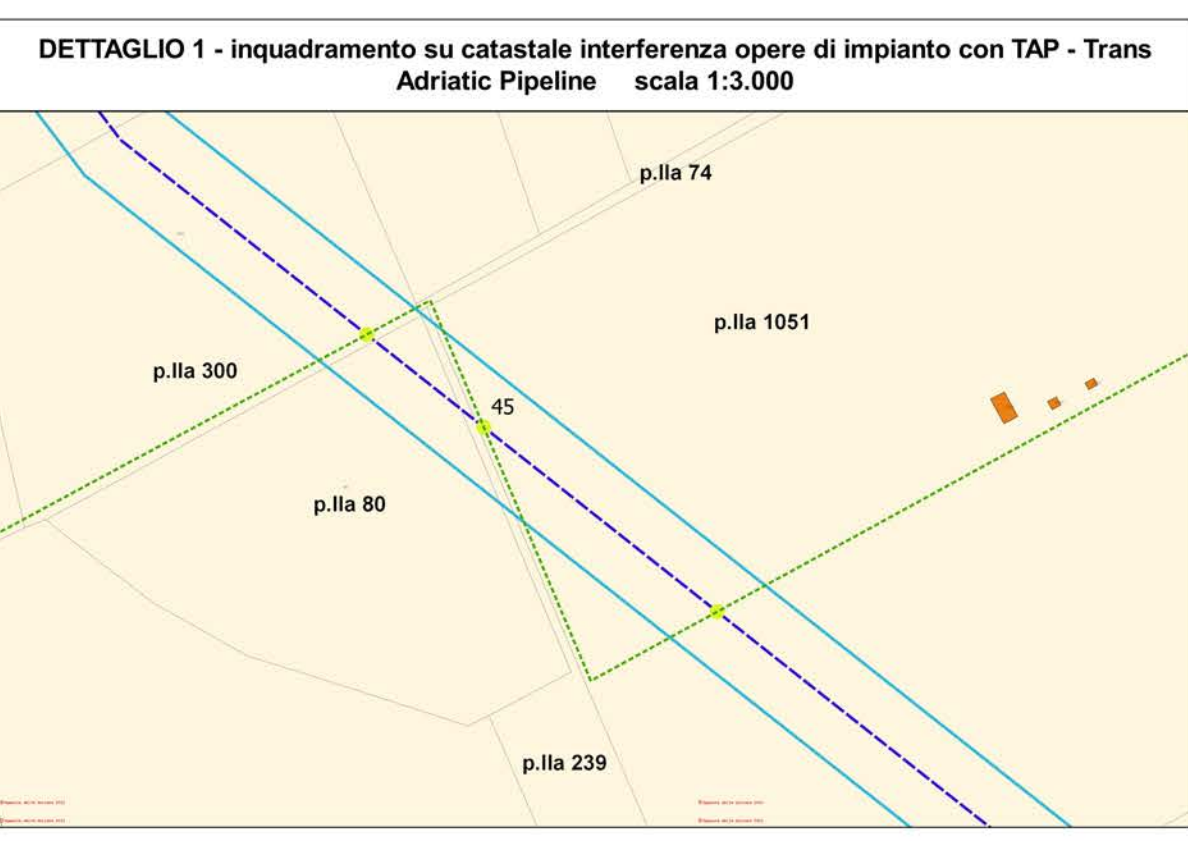 DETTAGLIO 1 - inquadramento su catastale interferenza opere di impianto con TAP - Trans
Adriatic Pipeline scala 1:3.000
p.lla 74
p.lla 1051
p.lla 300
45
p.lla 80
p.lla 239